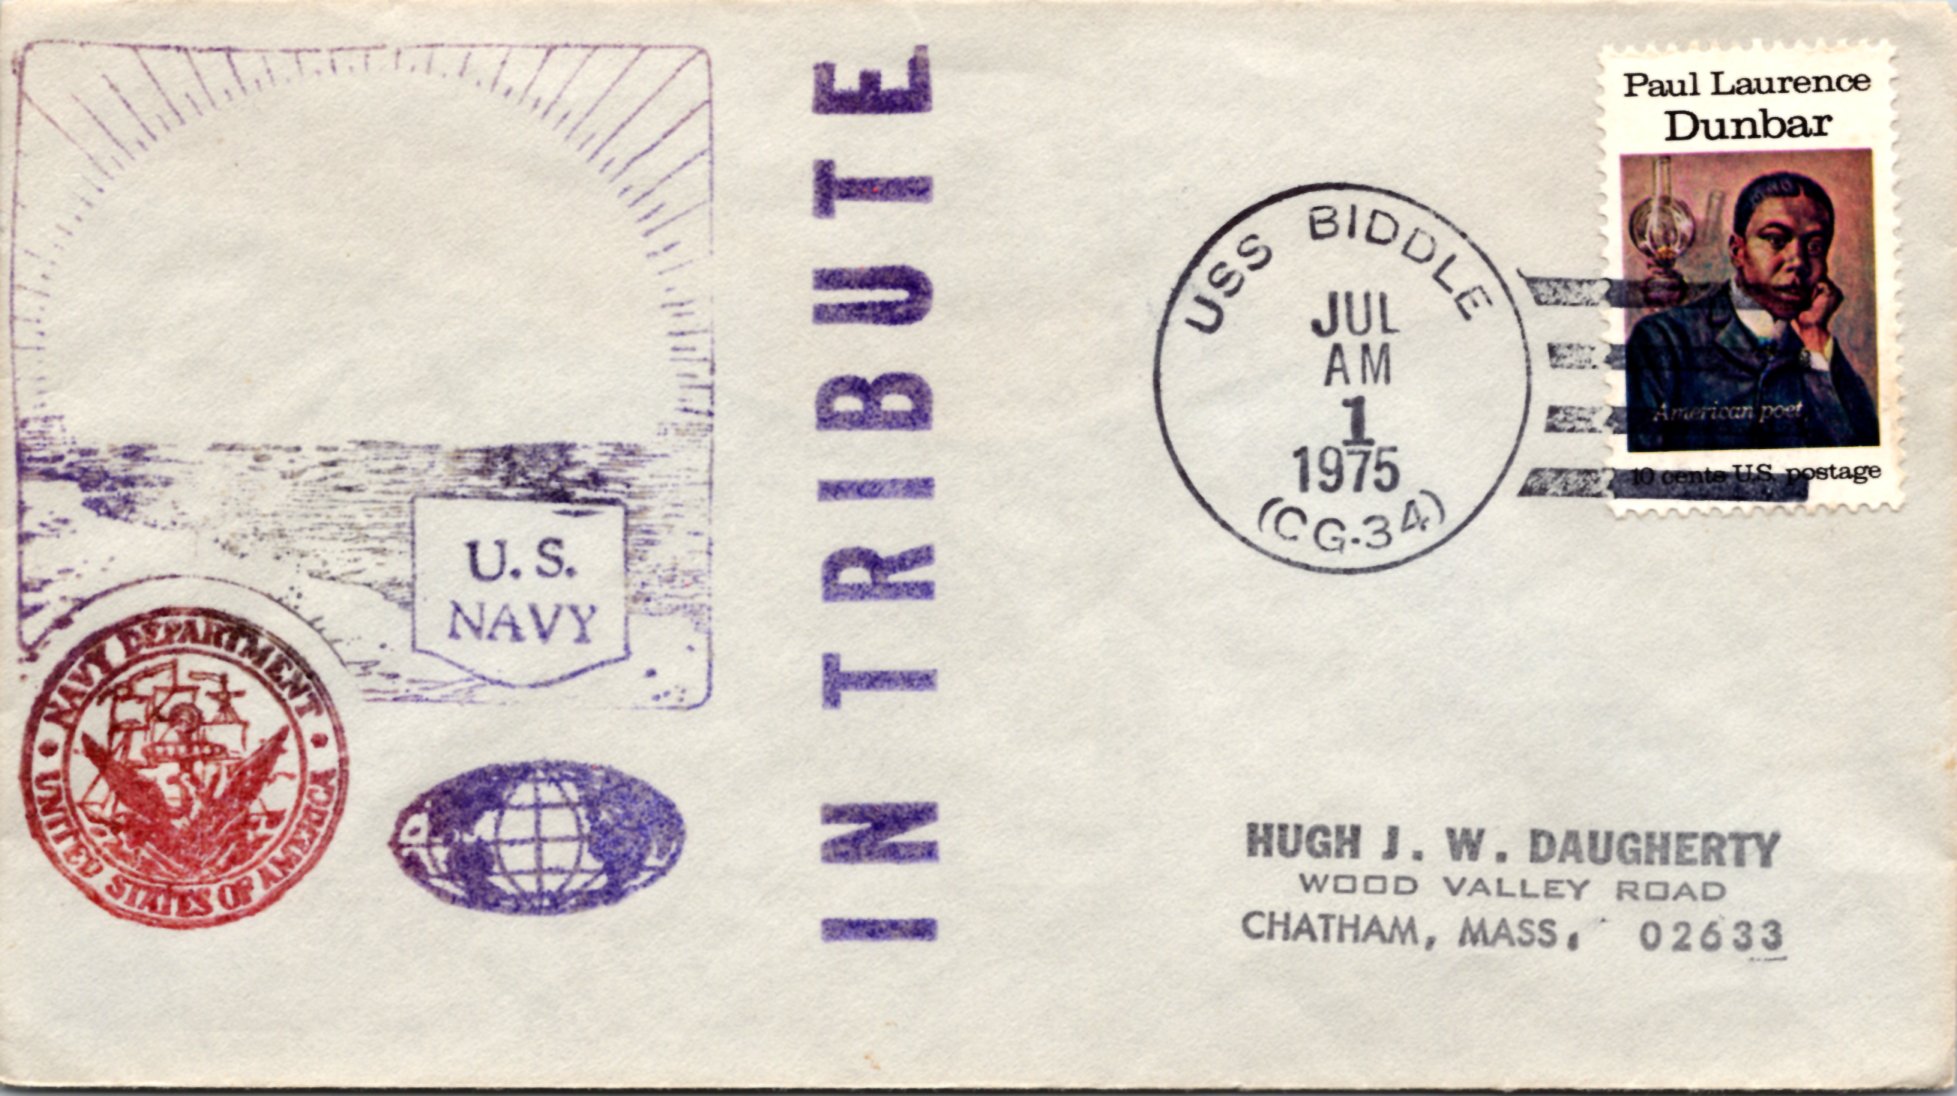 U.S.
NAVY
NAVY DEPARTMENT
UNITED STATES OF AMERICA
IN TRIBUTE
USS BIDDLE
JUL
AM
1
1975
(CG-34)
Paul Laurence
Dunbar
American poet
10 cents U.S. postage
HUGH J. W. DAUGHERTY
WOOD VALLEY ROAD
CHATHAM, MASS. 02633